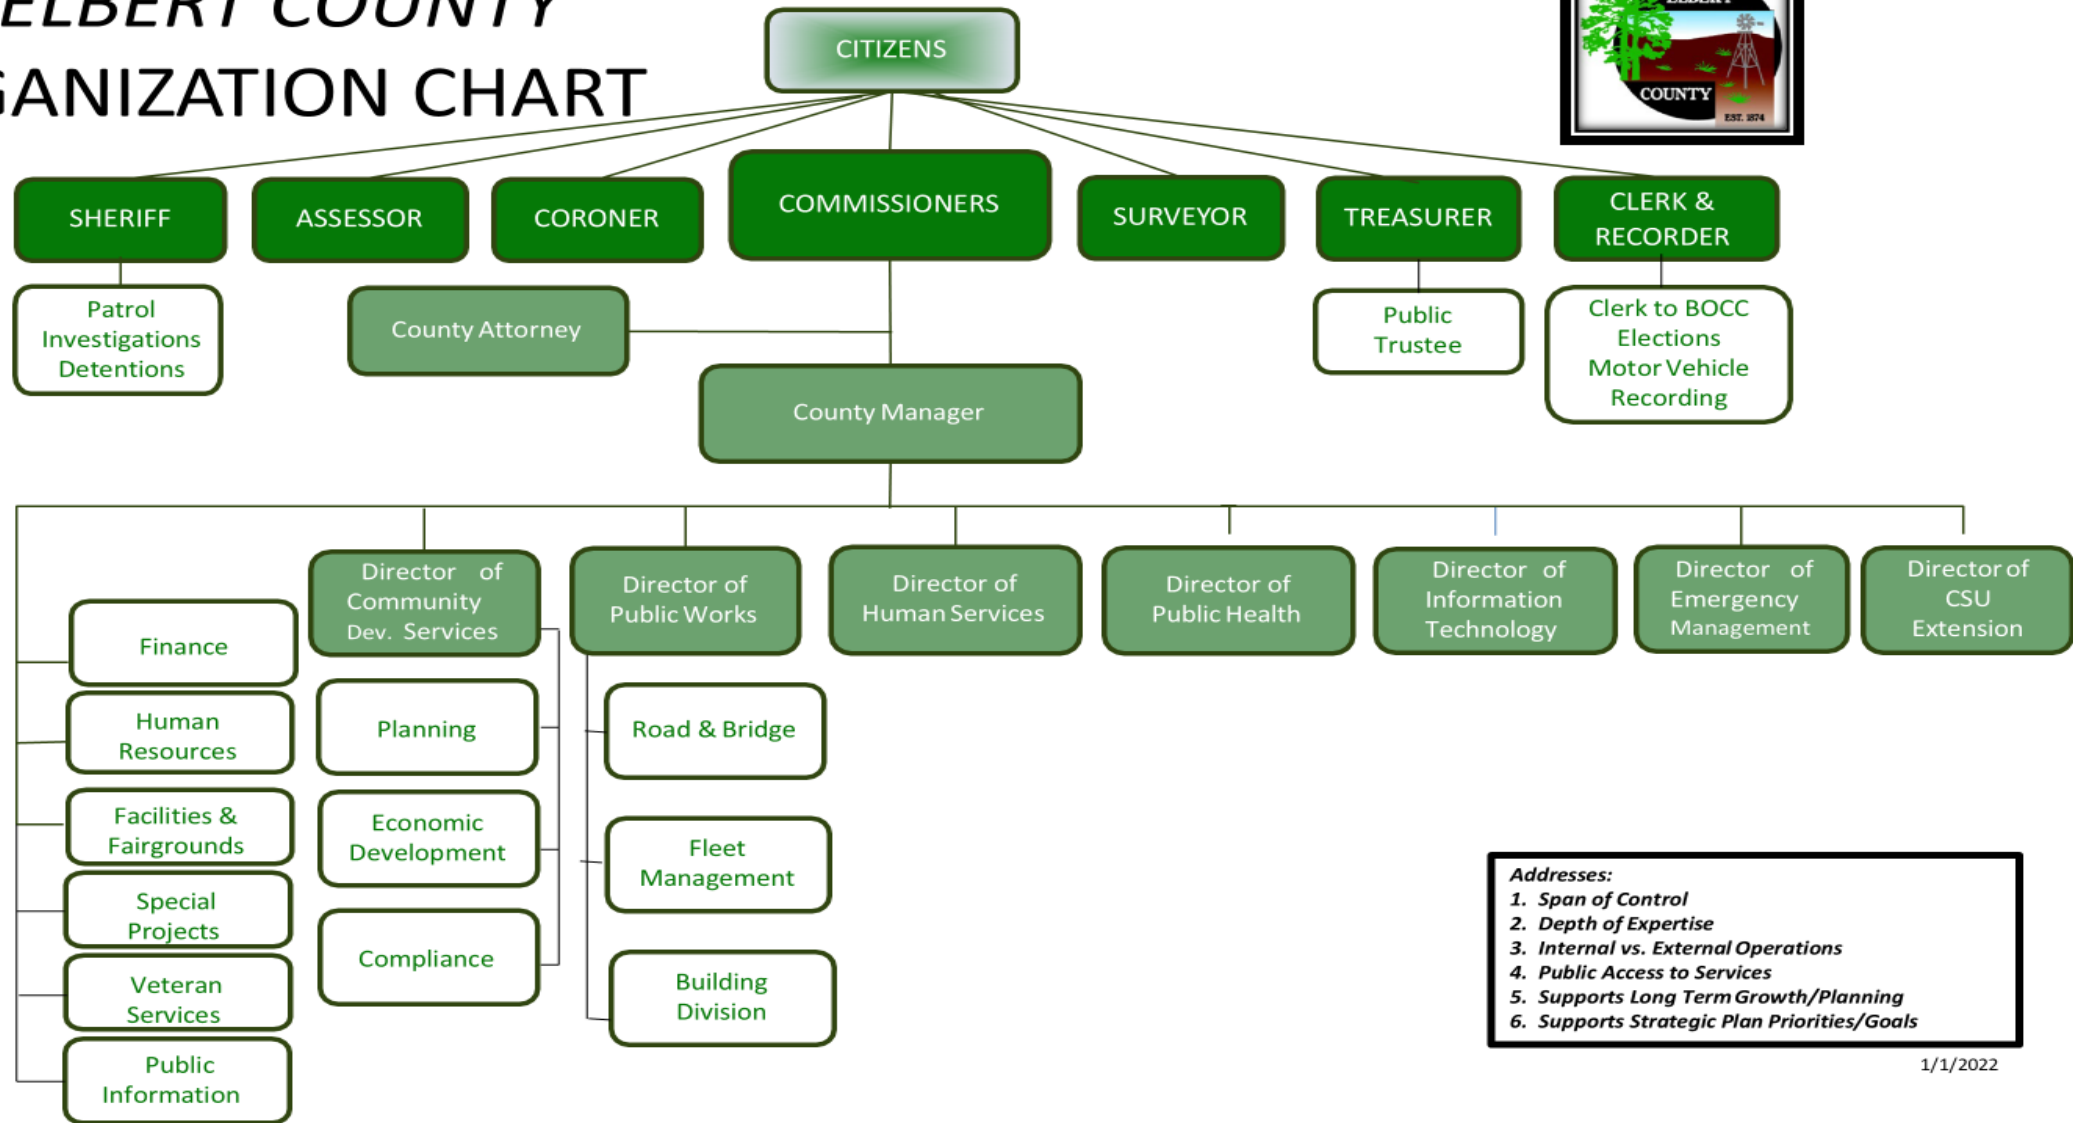 ELBERT COUNTY
GANIZATION CHART
CITIZENS
ELBERT
COUNTY
EST. 1874
SHERIFF
ASSESSOR
CORONER
COMMISSIONERS
SURVEYOR
TREASURER
CLERK &
RECORDER
Patrol
Investigations
Detentions
County Attorney
Public
Trustee
Clerk to BOCC
Elections
Motor Vehicle
Recording
County Manager
Director of
Community
Dev. Services
Director of
Public Works
Director of
Human Services
Director of
Public Health
Director of
Information
Technology
Director of
Emergency
Management
Director of
CSU
Extension
Finance
Human
Resources
Facilities &
Fairgrounds
Special
Projects
Veteran
Services
Public
Information
Planning
Economic
Development
Compliance
Road & Bridge
Fleet
Management
Building
Division
Addresses:
1. Span of Control
2. Depth of Expertise
3. Internal vs. External Operations
4. Public Access to Services
5. Supports Long Term Growth/Planning
6. Supports Strategic Plan Priorities/Goals
1/1/2022